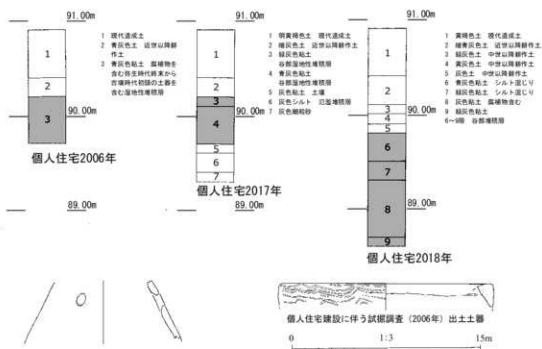 91.00m
1
2
3
1 現代造成土
2 青灰色土 近世以降耕
作土
3 青灰色粘土 腐植物を
含む弥生時代終末から
古墳時代初頭の土器を
含む湿地性堆積層
個人住宅2006年
89.00m
91.00m
1
2
3
4
5
6
7
90.00m
1 明黄褐色土 現代造成土
2 暗灰色土 近世以降耕作土
3 緑灰色粘土
谷部湿地性堆積層
4 青灰色粘土
谷部湿地性堆積層
5 灰色粘土 土壌
6 灰色シルト 氾濫堆積層
7 灰色細粒砂
個人住宅2017年
89.00m
91.00m
1
2
3
4
5
6
7
8
9
90.00m
89.00m
1 黄褐色土 現代造成土
2 暗青灰色土 近世以降耕作土
3 緑灰色土 中世以降耕作土
4 黄灰色土 中世以降耕作土
5 灰色土 中世以降耕作土
6 青灰色粘土 シルト混じり
7 緑灰色粘土 シルト混じり
8 灰色粘土 腐植物含む
9 緑灰色粘土
6〜9層 谷部堆積層
個人住宅2018年
個人住宅建設に伴う試掘調査（2006年）出土土器
0 1:3 15m